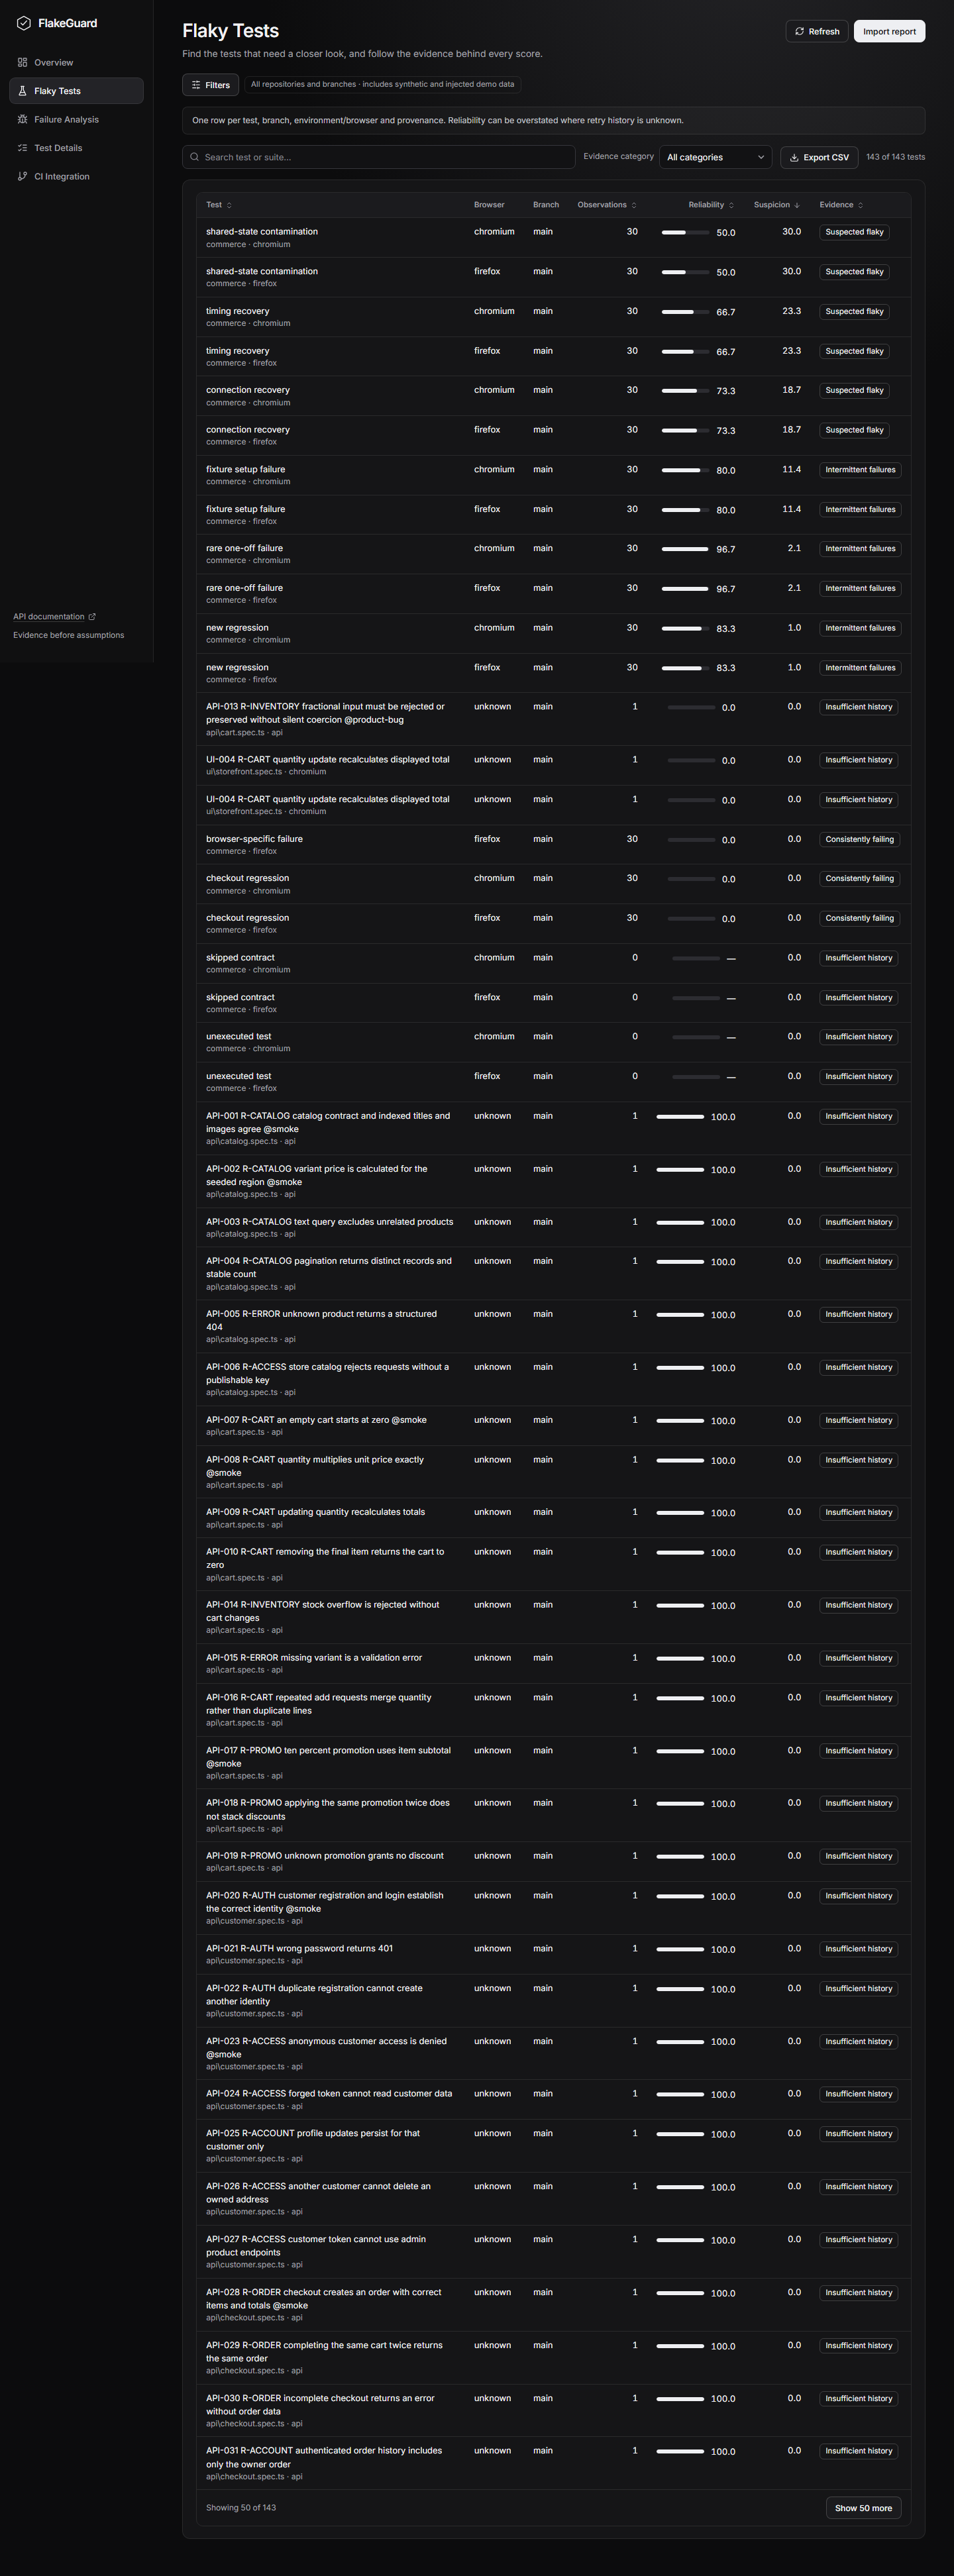 FlakeGuard
Overview
Flaky Tests
Failure Analysis
Test Details
CI Integration
API documentation
Evidence before assumptions
Flaky Tests
Find the tests that need a closer look, and follow the evidence behind every score.
Refresh
Import report
Filters
All repositories and branches · includes synthetic and injected demo data
One row per test, branch, environment/browser and provenance. Reliability can be overstated where retry history is unknown.
Search test or suite...
Evidence category
All categories
Export CSV
143 of 143 tests
Test Browser Branch Observations Reliability Suspicion Evidence
shared-state contamination chromium main 30 50.0 30.0 Suspected flaky
commerce · chromium
shared-state contamination firefox main 30 50.0 30.0 Suspected flaky
commerce · firefox
timing recovery chromium main 30 66.7 23.3 Suspected flaky
commerce · chromium
timing recovery firefox main 30 66.7 23.3 Suspected flaky
commerce · firefox
connection recovery chromium main 30 73.3 18.7 Suspected flaky
commerce · chromium
connection recovery firefox main 30 73.3 18.7 Suspected flaky
commerce · firefox
fixture setup failure chromium main 30 80.0 11.4 Intermittent failures
commerce · chromium
fixture setup failure firefox main 30 80.0 11.4 Intermittent failures
commerce · firefox
rare one-off failure chromium main 30 96.7 2.1 Intermittent failures
commerce · chromium
rare one-off failure firefox main 30 96.7 2.1 Intermittent failures
commerce · firefox
new regression chromium main 30 83.3 1.0 Intermittent failures
commerce · chromium
new regression firefox main 30 83.3 1.0 Intermittent failures
commerce · firefox
API-013 R-INVENTORY fractional input must be rejected or unknown main 1 0.0 0.0 Insufficient history
preserved without silent coercion @product-bug
api\cart.spec.ts · api
UI-004 R-CART quantity update recalculates displayed total unknown main 1 0.0 0.0 Insufficient history
ui\storefront.spec.ts · chromium
UI-004 R-CART quantity update recalculates displayed total unknown main 1 0.0 0.0 Insufficient history
ui\storefront.spec.ts · chromium
browser-specific failure firefox main 30 0.0 0.0 Consistently failing
commerce · firefox
checkout regression chromium main 30 0.0 0.0 Consistently failing
commerce · chromium
checkout regression firefox main 30 0.0 0.0 Consistently failing
commerce · firefox
skipped contract chromium main 0 — 0.0 Insufficient history
commerce · chromium
skipped contract firefox main 0 — 0.0 Insufficient history
commerce · firefox
unexecuted test chromium main 0 — 0.0 Insufficient history
commerce · chromium
unexecuted test firefox main 0 — 0.0 Insufficient history
commerce · firefox
API-001 R-CATALOG catalog contract and indexed titles and unknown main 1 100.0 0.0 Insufficient history
images agree @smoke
api\catalog.spec.ts · api
API-002 R-CATALOG variant price is calculated for the unknown main 1 100.0 0.0 Insufficient history
seeded region @smoke
api\catalog.spec.ts · api
API-003 R-CATALOG text query excludes unrelated products unknown main 1 100.0 0.0 Insufficient history
api\catalog.spec.ts · api
API-004 R-CATALOG pagination returns distinct records and unknown main 1 100.0 0.0 Insufficient history
stable count
api\catalog.spec.ts · api
API-005 R-ERROR unknown product returns a structured unknown main 1 100.0 0.0 Insufficient history
404
api\catalog.spec.ts · api
API-006 R-ACCESS store catalog rejects requests without a unknown main 1 100.0 0.0 Insufficient history
publishable key
api\catalog.spec.ts · api
API-007 R-CART an empty cart starts at zero @smoke unknown main 1 100.0 0.0 Insufficient history
api\cart.spec.ts · api
API-008 R-CART quantity multiplies unit price exactly unknown main 1 100.0 0.0 Insufficient history
@smoke
api\cart.spec.ts · api
API-009 R-CART updating quantity recalculates totals unknown main 1 100.0 0.0 Insufficient history
api\cart.spec.ts · api
API-010 R-CART removing the final item returns the cart to unknown main 1 100.0 0.0 Insufficient history
zero
api\cart.spec.ts · api
API-014 R-INVENTORY stock overflow is rejected without unknown main 1 100.0 0.0 Insufficient history
cart changes
api\cart.spec.ts · api
API-015 R-ERROR missing variant is a validation error unknown main 1 100.0 0.0 Insufficient history
api\cart.spec.ts · api
API-016 R-CART repeated add requests merge quantity unknown main 1 100.0 0.0 Insufficient history
rather than duplicate lines
api\cart.spec.ts · api
API-017 R-PROMO ten percent promotion uses item subtotal unknown main 1 100.0 0.0 Insufficient history
@smoke
api\cart.spec.ts · api
API-018 R-PROMO applying the same promotion twice does unknown main 1 100.0 0.0 Insufficient history
not stack discounts
api\cart.spec.ts · api
API-019 R-PROMO unknown promotion grants no discount unknown main 1 100.0 0.0 Insufficient history
api\cart.spec.ts · api
API-020 R-AUTH customer registration and login establish unknown main 1 100.0 0.0 Insufficient history
the correct identity @smoke
api\customer.spec.ts · api
API-021 R-AUTH wrong password returns 401 unknown main 1 100.0 0.0 Insufficient history
api\customer.spec.ts · api
API-022 R-AUTH duplicate registration cannot create unknown main 1 100.0 0.0 Insufficient history
another identity
api\customer.spec.ts · api
API-023 R-ACCESS anonymous customer access is denied unknown main 1 100.0 0.0 Insufficient history
@smoke
api\customer.spec.ts · api
API-024 R-ACCESS forged token cannot read customer data unknown main 1 100.0 0.0 Insufficient history
api\customer.spec.ts · api
API-025 R-ACCOUNT profile updates persist for that unknown main 1 100.0 0.0 Insufficient history
customer only
api\customer.spec.ts · api
API-026 R-ACCESS another customer cannot delete an unknown main 1 100.0 0.0 Insufficient history
owned address
api\customer.spec.ts · api
API-027 R-ACCESS customer token cannot use admin unknown main 1 100.0 0.0 Insufficient history
product endpoints
api\customer.spec.ts · api
API-028 R-ORDER checkout creates an order with correct unknown main 1 100.0 0.0 Insufficient history
items and totals @smoke
api\checkout.spec.ts · api
API-029 R-ORDER completing the same cart twice returns unknown main 1 100.0 0.0 Insufficient history
the same order
api\checkout.spec.ts · api
API-030 R-ORDER incomplete checkout returns an error unknown main 1 100.0 0.0 Insufficient history
without order data
api\checkout.spec.ts · api
API-031 R-ACCOUNT authenticated order history includes unknown main 1 100.0 0.0 Insufficient history
only the owner order
api\checkout.spec.ts · api
Showing 50 of 143
Show 50 more